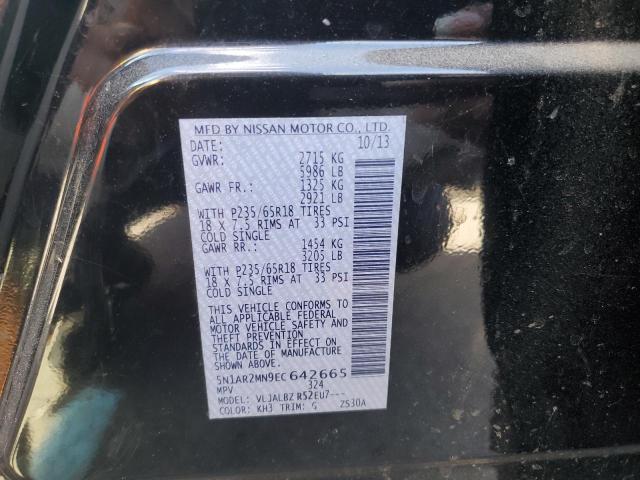 MFD BY NISSAN MOTOR CO., LTD.
DATE: 10/13
GVWR: 2715 KG
5986 LB
GAWR FR.: 1325 KG
2921 LB
WITH P235/65R18 TIRES
18 X 7.5 RIMS AT 33 PSI
COLD SINGLE
GAWR RR.: 1454 KG
3205 LB
WITH P235/65R18 TIRES
18 X 7.5 RIMS AT 33 PSI
COLD SINGLE
THIS VEHICLE CONFORMS TO
ALL APPLICABLE FEDERAL
MOTOR VEHICLE SAFETY AND
THEFT PREVENTION
STANDARDS IN EFFECT ON
THE DATE OF MANUFACTURE
SHOWN ABOVE.
5N1AR2MN9EC642665
MPV 324
MODEL: VLJALBZ R52EU7---
COLOR: KH3 TRIM: G ZS30A